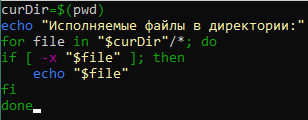 curDir=$(pwd)
echo "Исполняемые файлы в директории:"
for file in "$curDir"/*; do
if [ -x "$file" ]; then
    echo "$file"
fi
done